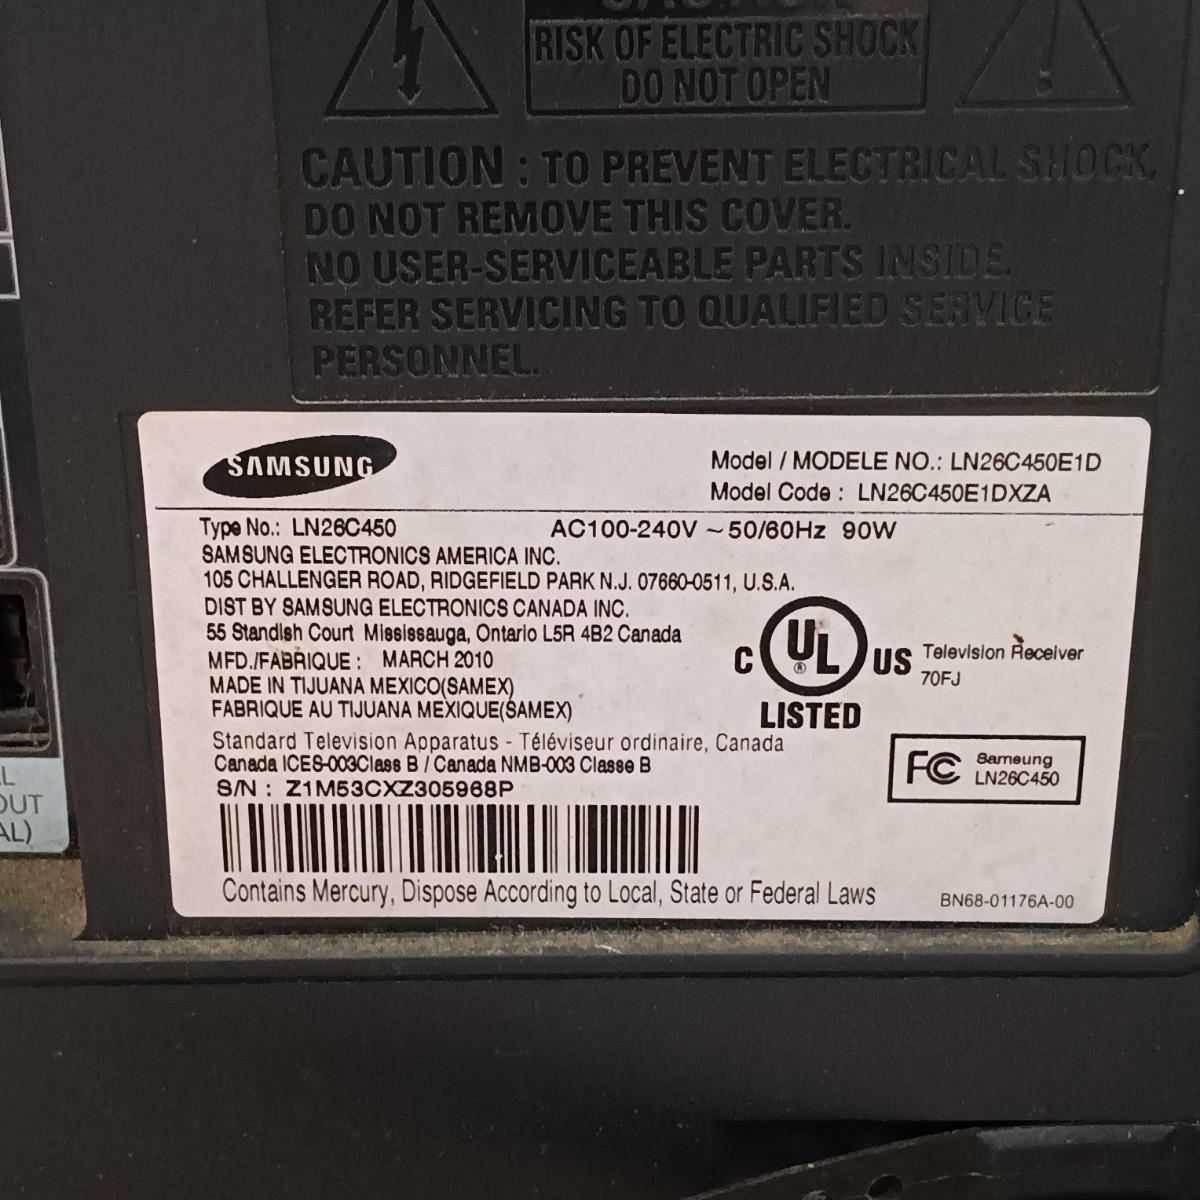 RISK OF ELECTRIC SHOCK
DO NOT OPEN
CAUTION : TO PREVENT ELECTRICAL SHOCK,
DO NOT REMOVE THIS COVER.
NO USER-SERVICEABLE PARTS INSIDE.
REFER SERVICING TO QUALIFIED SERVICE
PERSONNEL.
SAMSUNG
Model / MODELE NO.: LN26C450E1D
Model Code : LN26C450E1DXZA
Type No.: LN26C450 AC100-240V ~ 50/60Hz 90W
SAMSUNG ELECTRONICS AMERICA INC.
105 CHALLENGER ROAD, RIDGEFIELD PARK N.J. 07660-0511, U.S.A.
DIST BY SAMSUNG ELECTRONICS CANADA INC.
55 Standish Court Mississauga, Ontario L5R 4B2 Canada
MFD./FABRIQUE : MARCH 2010
MADE IN TIJUANA MEXICO(SAMEX)
FABRIQUE AU TIJUANA MEXIQUE(SAMEX)
C UL ® US
LISTED
Television Receiver
70FJ
Standard Television Apparatus - Téléviseur ordinaire, Canada
Canada ICES-003Class B / Canada NMB-003 Classe B
S/N : Z1M53CXZ305968P
FC Samsung
LN26C450
Contains Mercury, Dispose According to Local, State or Federal Laws
BN68-01176A-00